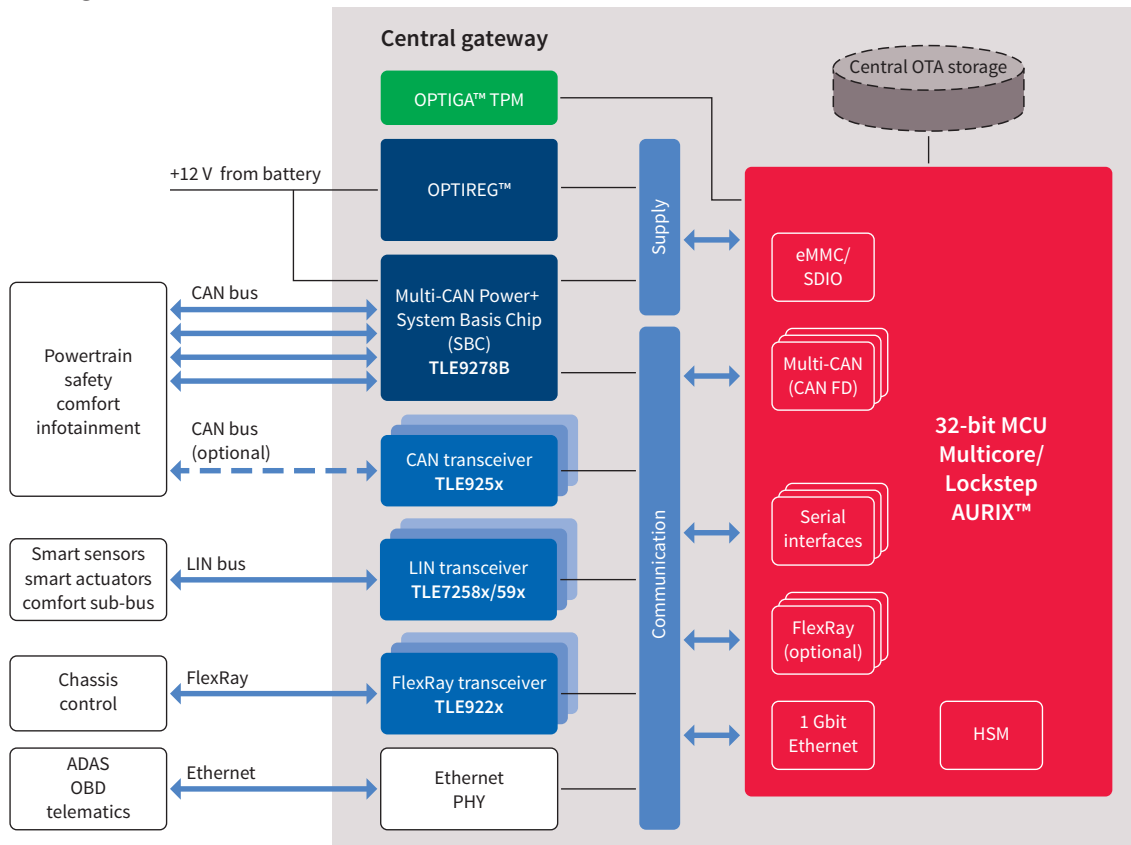 Central gateway
Central OTA storage
OPTIGA™ TPM
+12 V from battery
OPTIREG™
Supply
eMMC/
SDIO
CAN bus
Multi-CAN Power+
System Basis Chip
(SBC)
TLE9278B
Powertrain
safety
comfort
infotainment
Multi-CAN
(CAN FD)
CAN bus
(optional)
CAN transceiver
TLE925x
32-bit MCU
Multicore/
Lockstep
AURIX™
Communication
Serial
interfaces
Smart sensors
smart actuators
comfort sub-bus
LIN bus
LIN transceiver
TLE7258x/59x
FlexRay
(optional)
Chassis
control
FlexRay
FlexRay transceiver
TLE922x
1 Gbit
Ethernet
HSM
ADAS
OBD
telematics
Ethernet
Ethernet
PHY